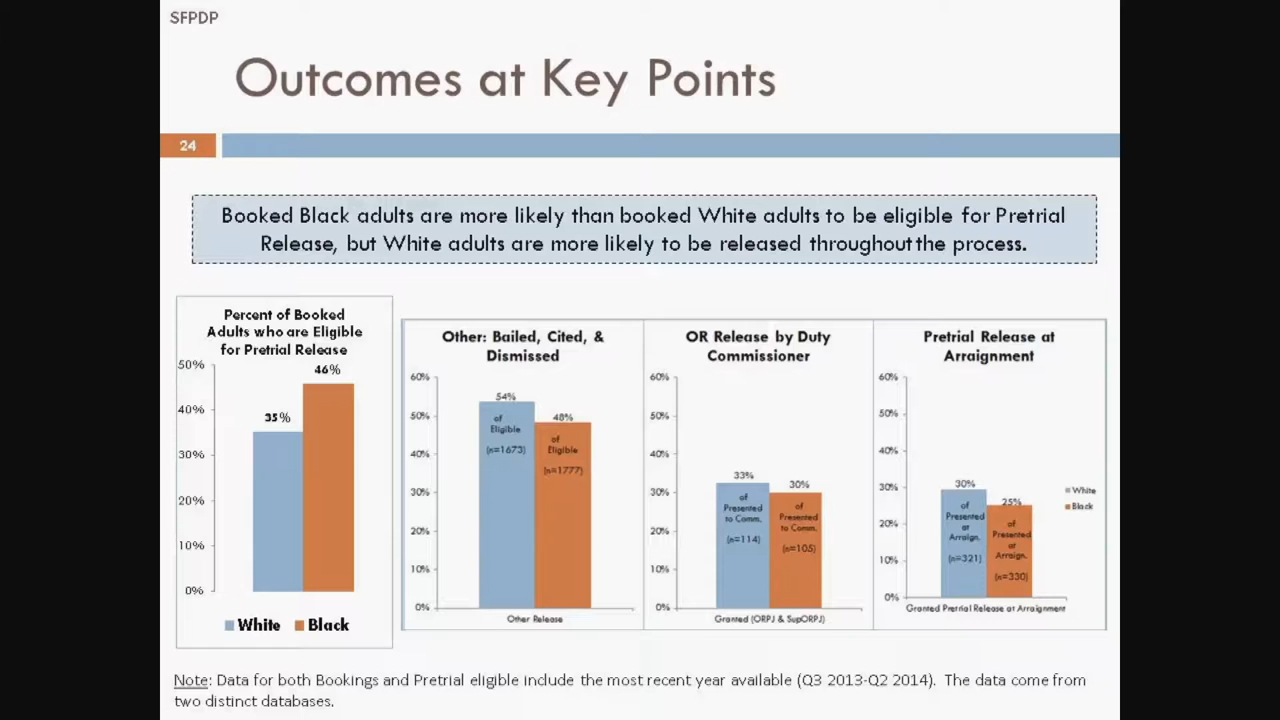 SFPDP
Outcomes at Key Points
24
Booked Black adults are more likely than booked White adults to be eligible for Pretrial
Release, but White adults are more likely to be released throughout the process.
Percent of Booked
Adults who are Eligible
for Pretrial Release
50%
40%
30%
20%
10%
0%
35%
46%
White
Black
Other: Bailed, Cited, &
Dismissed
60%
50%
40%
30%
20%
10%
0%
54%
of
Eligible
(n=1673)
48%
of
Eligible
(n=1777)
Other Release
OR Release by Duty
Commissioner
60%
50%
40%
30%
20%
10%
0%
33%
of
Presented
to Comm.
(n=114)
30%
of
Presented
to Comm.
(n=105)
Granted (ORPJ & SupORPJ)
Pretrial Release at
Arraignment
60%
50%
40%
30%
20%
10%
0%
30%
of
Presented
at
Arraign.
(n=321)
25%
of
Presented
at
Arraign.
(n=330)
Granted Pretrial Release at Arraignment
White
Black
Note: Data for both Bookings and Pretrial eligible include the most recent year available (Q3 2013-Q2 2014). The data come from
two distinct databases.